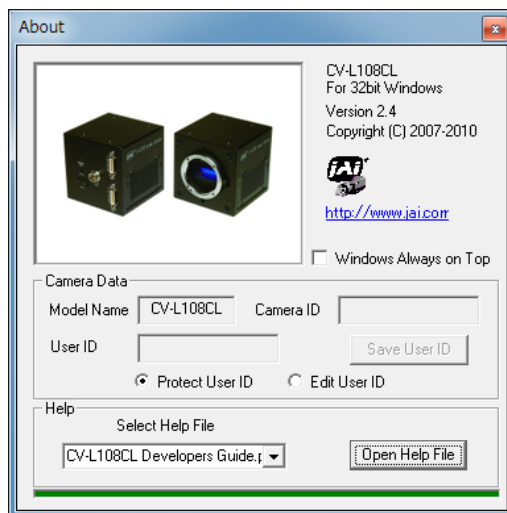 About
CV-L108CL
For 32bit Windows
Version 2.4
Copyright (C) 2007-2010
JAI
http://www.jai.com
Windows Always on Top
Camera Data
Model Name CV-L108CL Camera ID
User ID Save User ID
Protect User ID Edit User ID
Help
Select Help File
CV-L108CL Developers Guide.p Open Help File